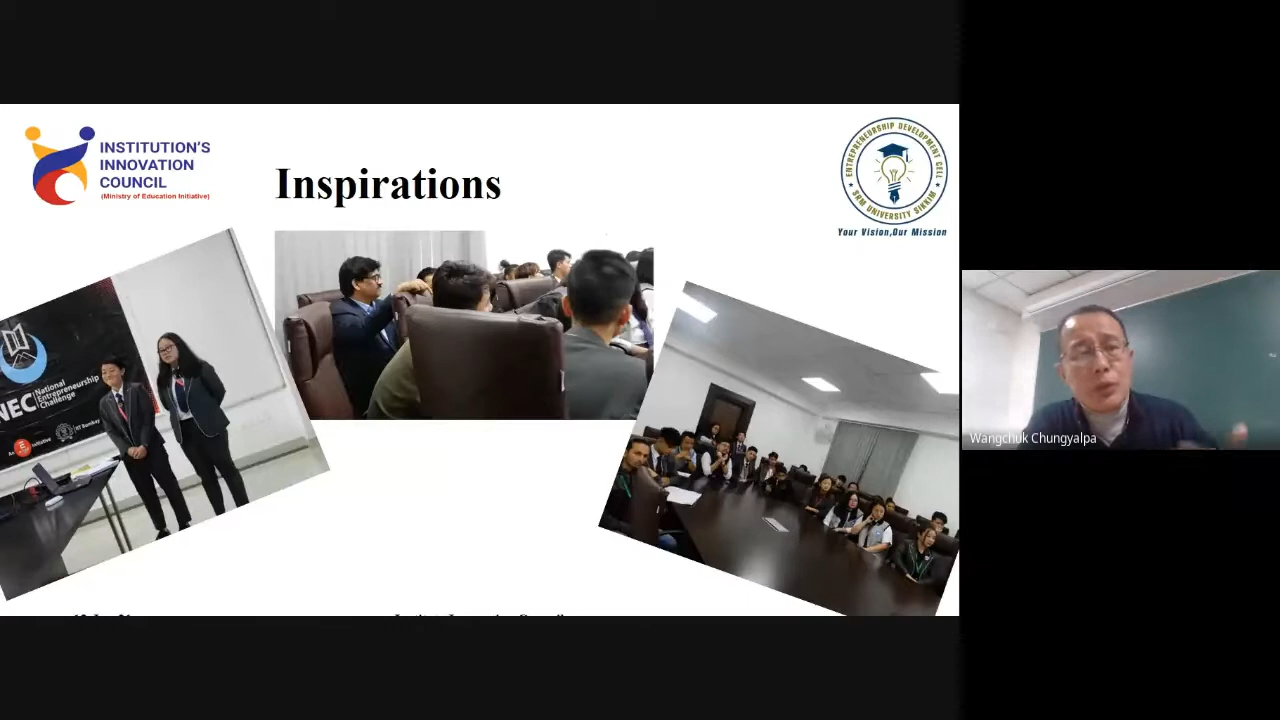 INSTITUTION'S
INNOVATION
COUNCIL
(Ministry of Education Initiative)
Inspirations
ENTREPRENEURSHIP DEVELOPMENT CELL
SRM UNIVERSITY SIKKIM
Your Vision,Our Mission
NEC
National
Entrepreneurship
Challenge
Initiative
IIT Bombay
Wangchuk Chungyalpa